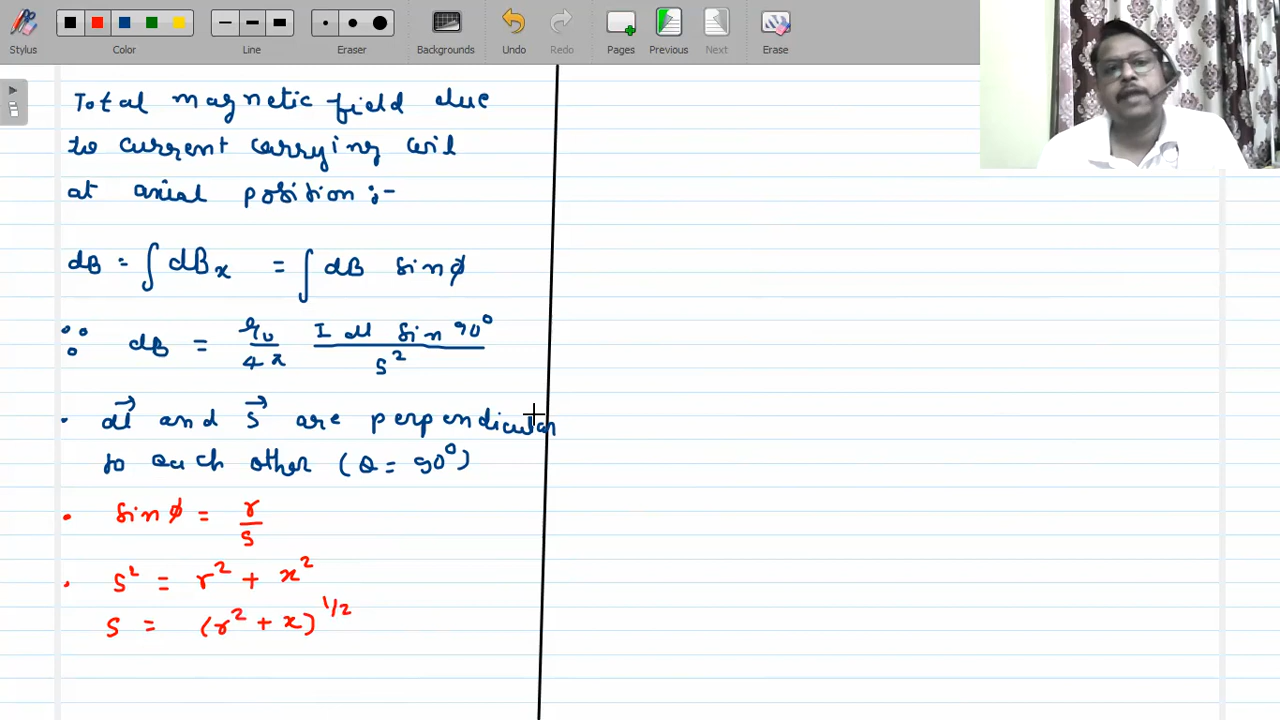 Stylus
Color
Line
Eraser
Backgrounds
Undo
Redo
Pages
Previous
Next
Erase
Total magnetic field due
to current carrying coil
at axial position :-
dB = ∫ dBx = ∫ dB sin ϕ
∵ dB = μ0/4π I dl sin 90°/s²
· dl⃗ and s⃗ are perpendicular
to each other (θ = 90°)
· sin ϕ = r/s
· s² = r² + x²
s = (r² + x)^1/2